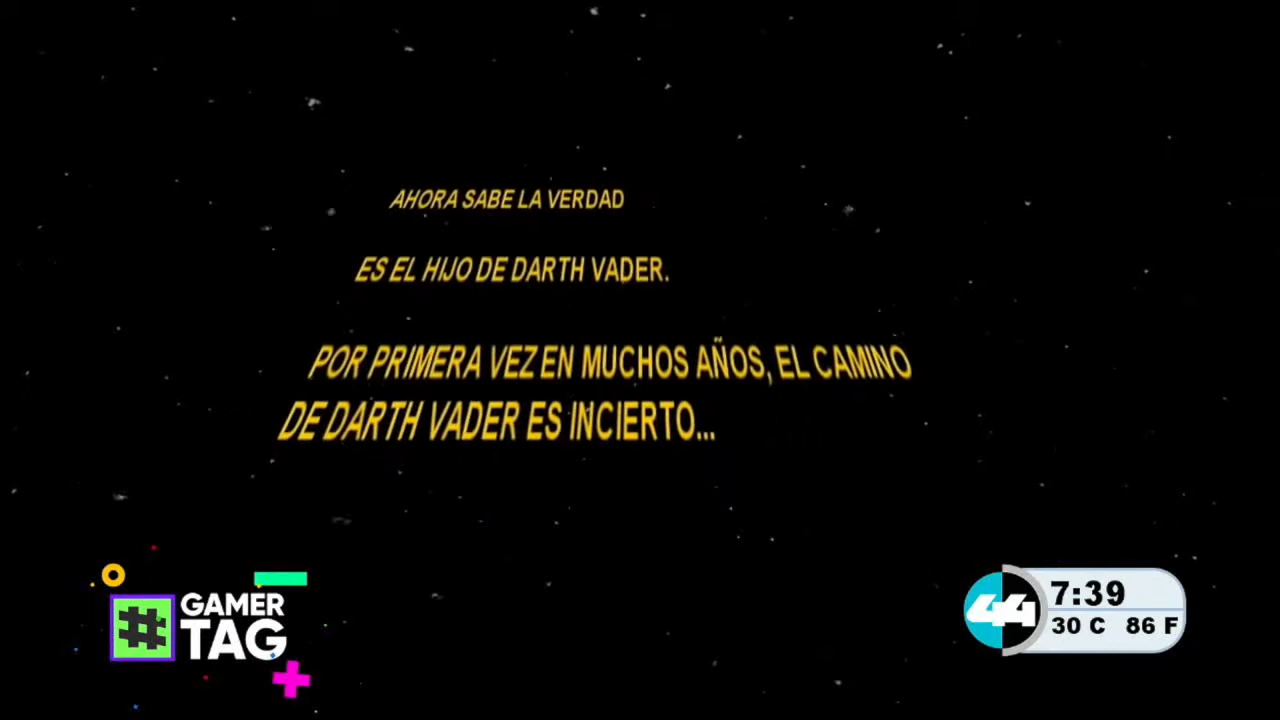 AHORA SABE LA VERDAD
ES EL HIJO DE DARTH VADER.
POR PRIMERA VEZ EN MUCHOS AÑOS, EL CAMINO
DE DARTH VADER ES INCIERTO...
# GAMER
TAG
44
7:39
30 C 86 F